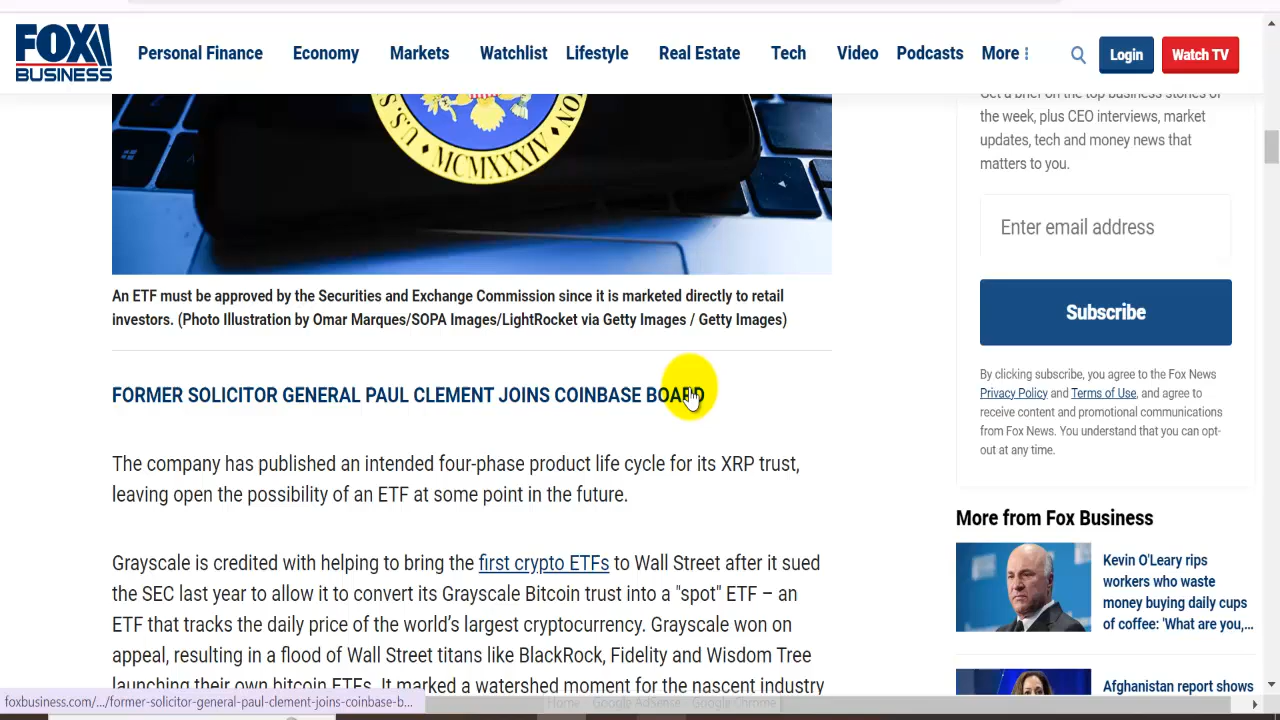 FOX
BUSINESS
Personal Finance
Economy
Markets
Watchlist
Lifestyle
Real Estate
Tech
Video
Podcasts
More
Login
Watch TV
U.S.
MCMXXXIV
ON
An ETF must be approved by the Securities and Exchange Commission since it is marketed directly to retail
investors. (Photo Illustration by Omar Marques/SOPA Images/LightRocket via Getty Images / Getty Images)
FORMER SOLICITOR GENERAL PAUL CLEMENT JOINS COINBASE BOARD
The company has published an intended four-phase product life cycle for its XRP trust,
leaving open the possibility of an ETF at some point in the future.
Grayscale is credited with helping to bring the first crypto ETFs to Wall Street after it sued
the SEC last year to allow it to convert its Grayscale Bitcoin trust into a "spot" ETF – an
ETF that tracks the daily price of the world’s largest cryptocurrency. Grayscale won on
appeal, resulting in a flood of Wall Street titans like BlackRock, Fidelity and Wisdom Tree
launching their own bitcoin ETFs. It marked a watershed moment for the nascent industry
Get a brief on the top business stories of
the week, plus CEO interviews, market
updates, tech and money news that
matters to you.
Enter email address
Subscribe
By clicking subscribe, you agree to the Fox News
Privacy Policy and Terms of Use, and agree to
receive content and promotional communications
from Fox News. You understand that you can opt-
out at any time.
More from Fox Business
Kevin O'Leary rips
workers who waste
money buying daily cups
of coffee: 'What are you,...
Afghanistan report shows
foxbusiness.com/.../former-solicitor-general-paul-clement-joins-coinbase-b...
Home Google AdSense Google Chrome